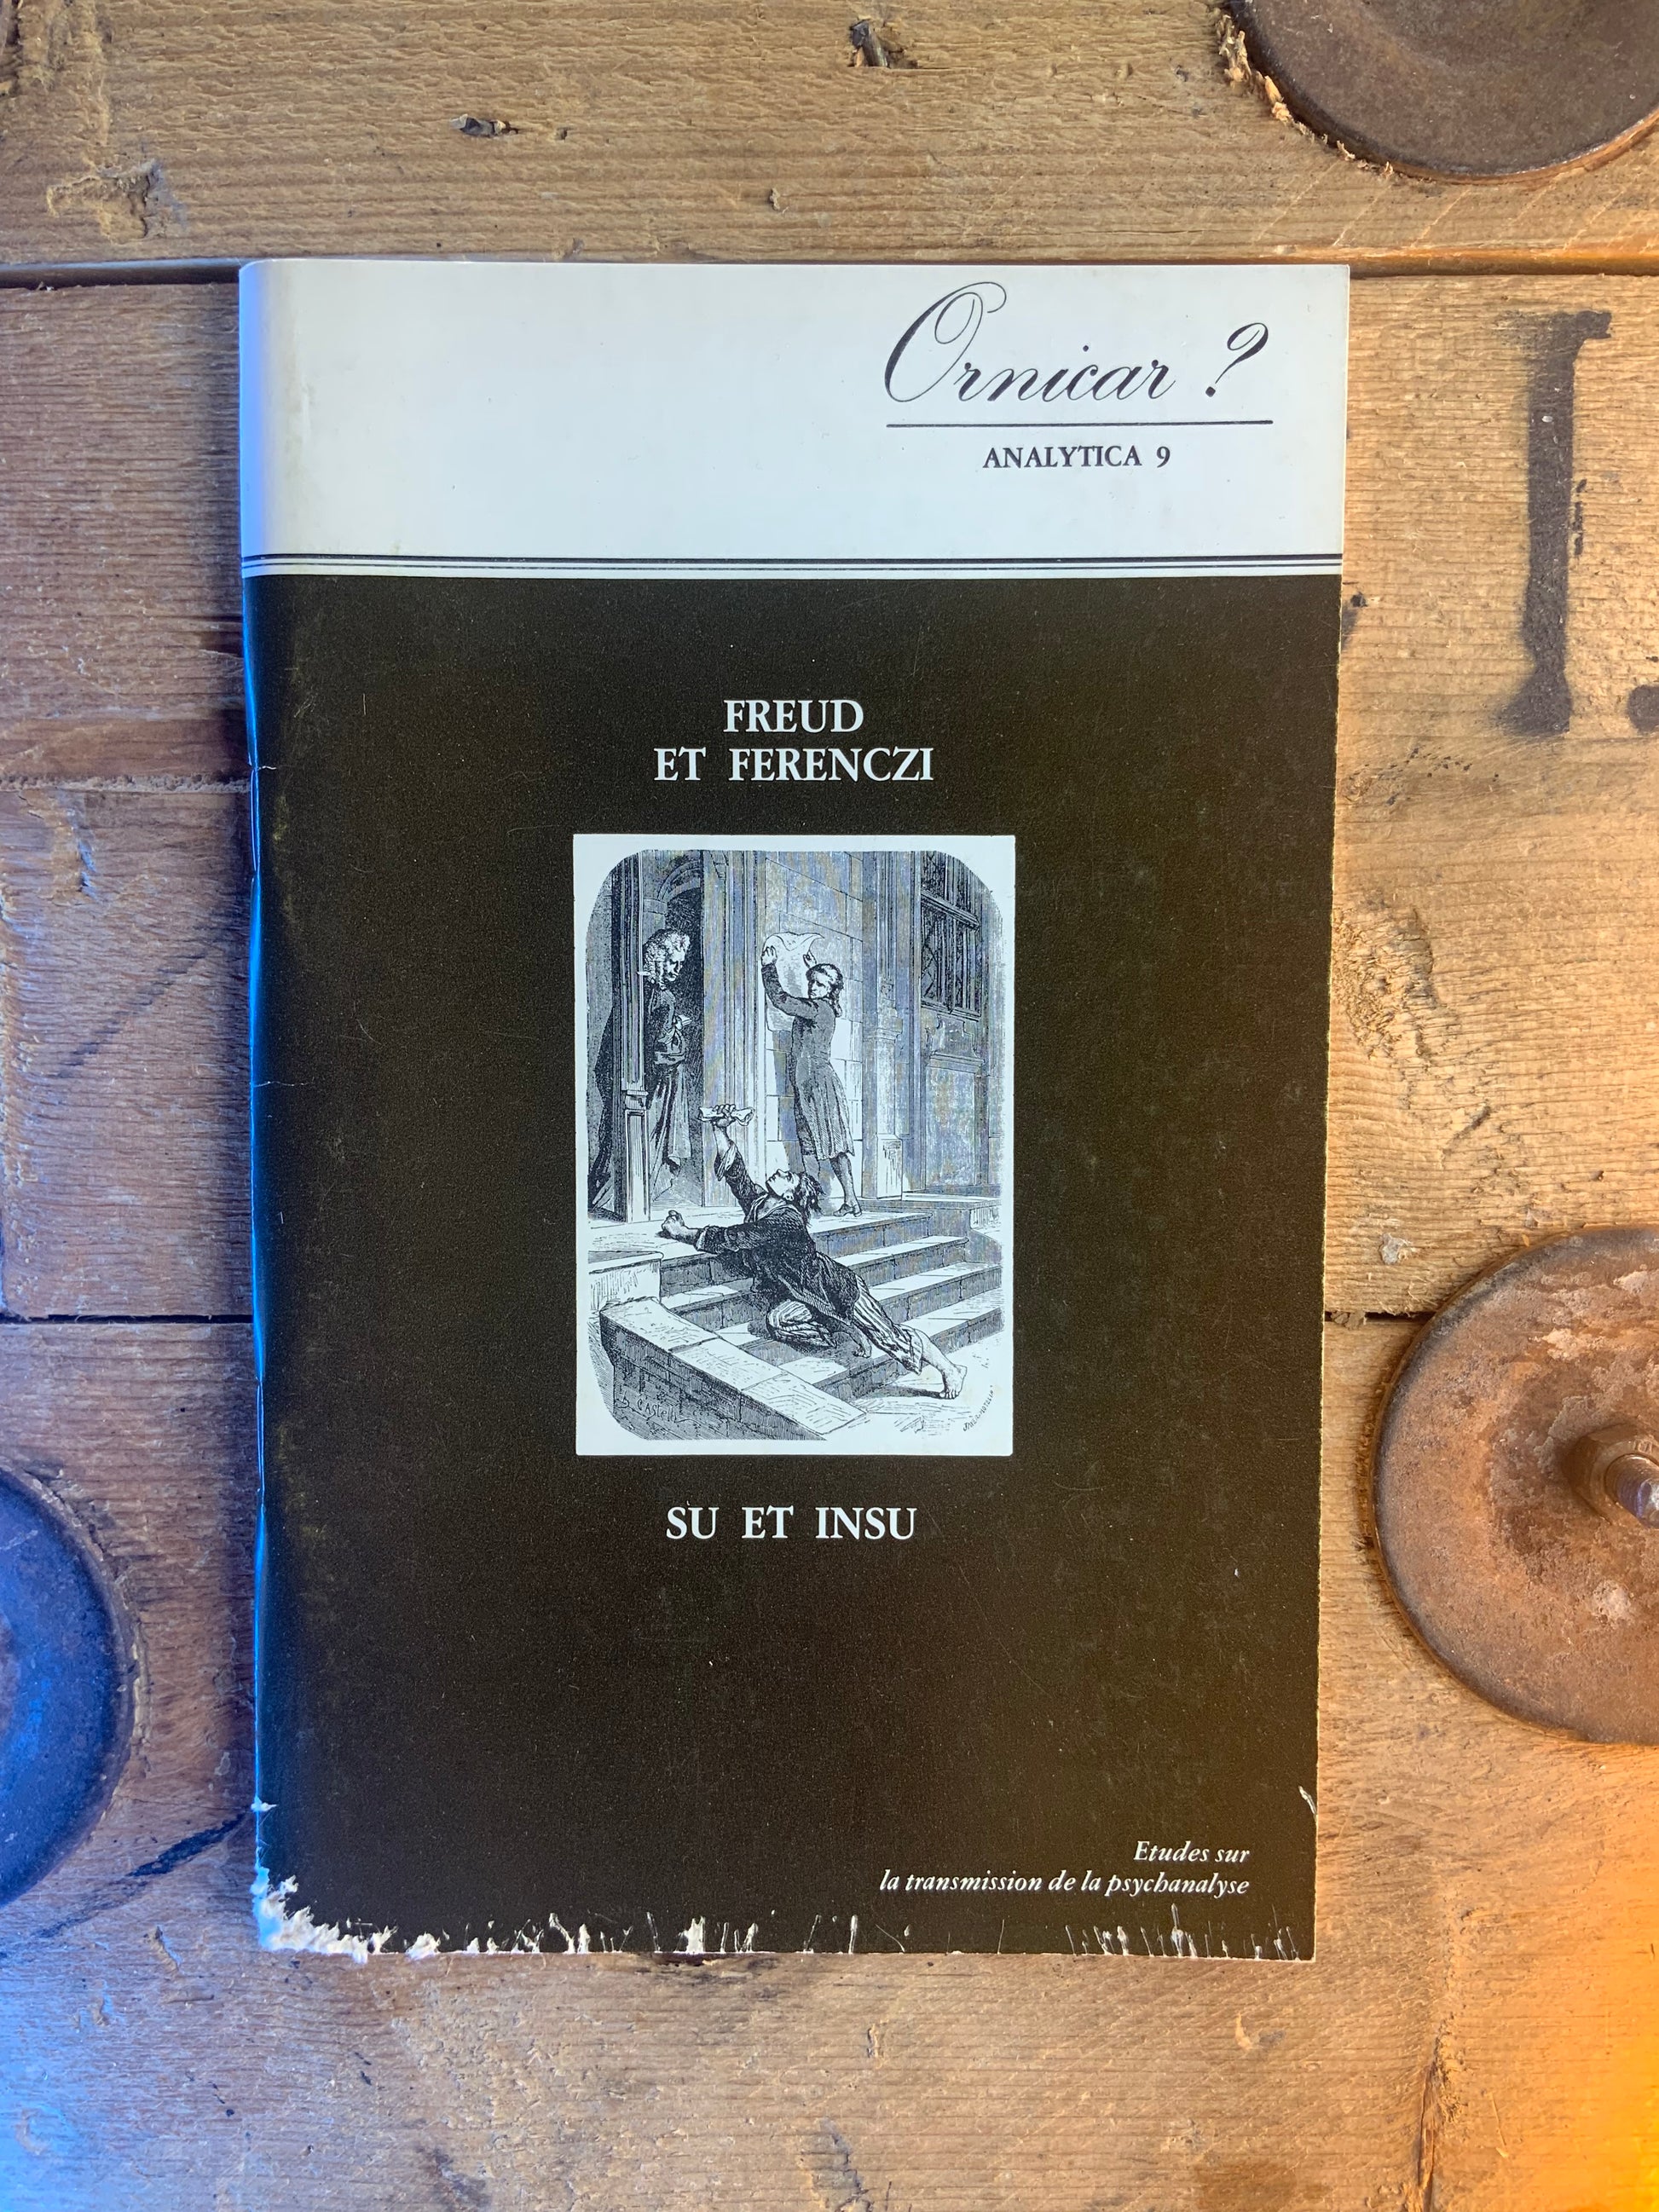 Ornicar ?
ANALYTICA 9
I.
FREUD
ET FERENCZI
SU ET INSU
Etudes sur
la transmission de la psychanalyse